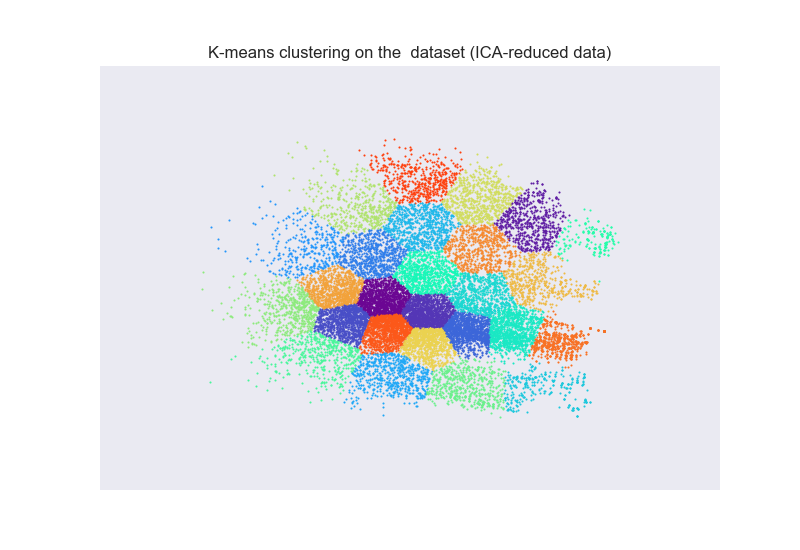 K-means clustering on the  dataset (ICA-reduced data)